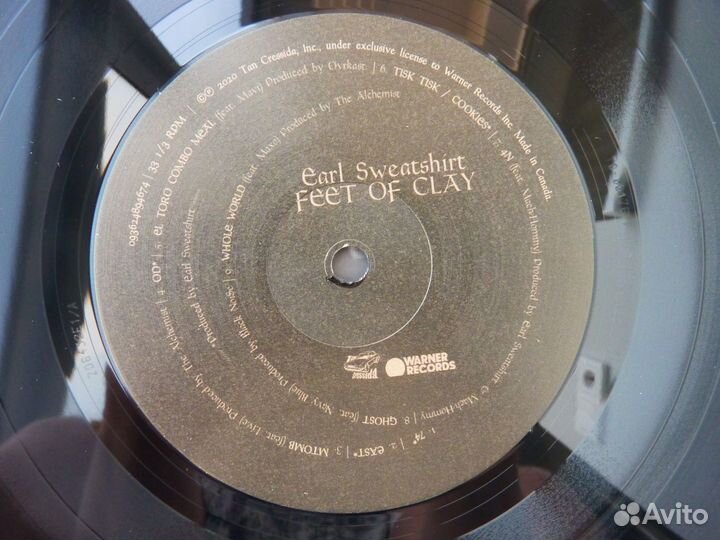 Earl Sweatshirt
FEET OF CLAY
WARNER RECORDS
1. 74* | 2. EAST* | 3. MTOMB (feat. Liv.e) Produced by The Alchemist | 4. OD* | 5. EL TORO COMBO MEAL (feat. Mavi) Produced by Ovrkast. | 6. TISK TISK / COOKIES* | 7. 4N (feat. Mach-Hommy) Produced by Earl Sweatshirt & Mach-Hommy | 8. GHOST (feat. Navy Blue) Produced by Black Noi$e | 9. WHOLE WORLD (feat. Maxo) Produced by The Alchemist
*Produced by Earl Sweatshirt
093624894674 | 33 1/3 RPM | ©℗ 2020 Tan Cressida, Inc., under exclusive license to Warner Records Inc. Made in Canada.
Avito